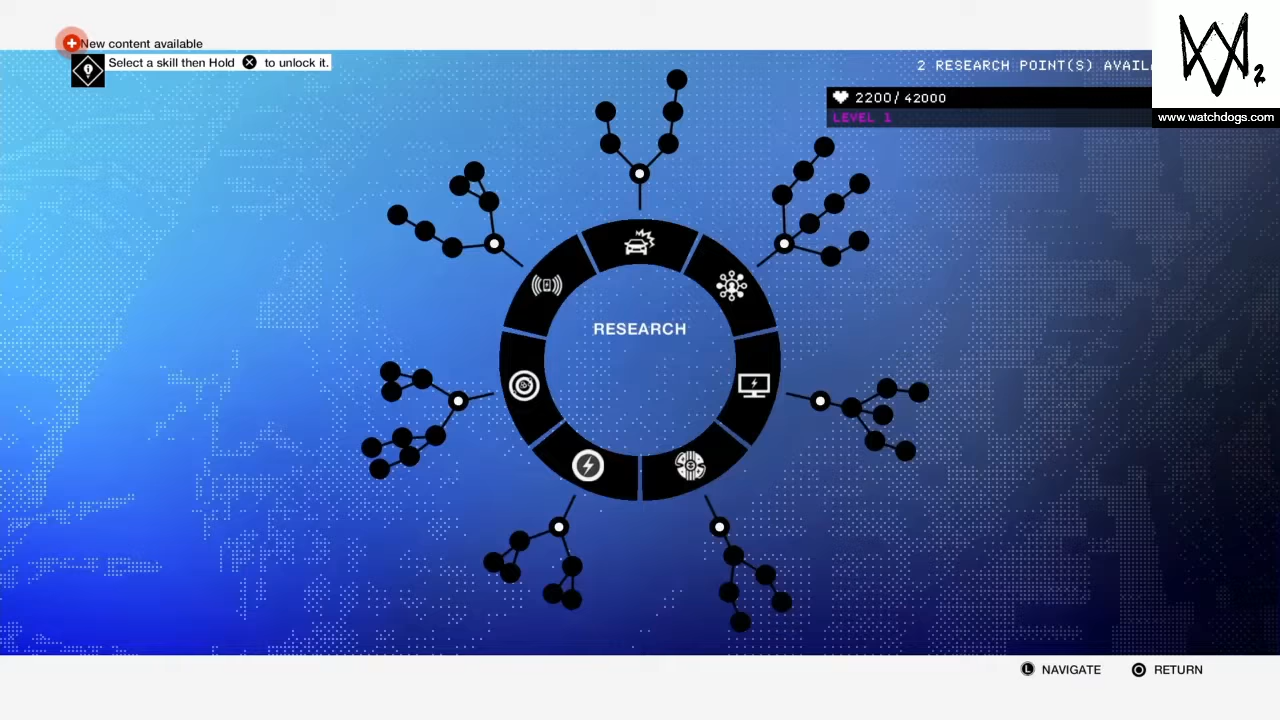 New content available
Select a skill then Hold ⓧ to unlock it.
2 RESEARCH POINT(S)
2200/42000
LEVEL 1
2
www.watchdogs.com
RESEARCH
L NAVIGATE
RETURN